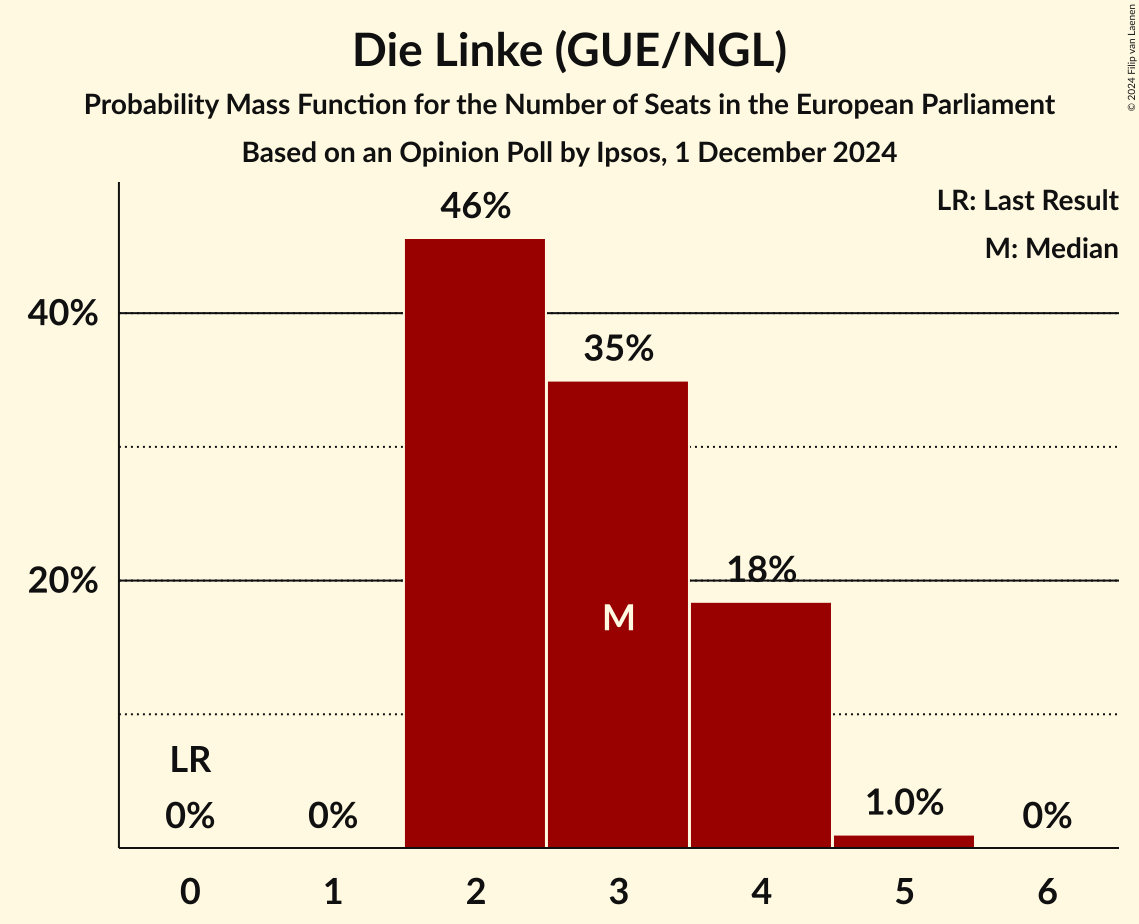 Die Linke (GUE/NGL)
Probability Mass Function for the Number of Seats in the European Parliament
Based on an Opinion Poll by Ipsos, 1 December 2024
© 2024 Filip van Laenen
LR: Last Result
M: Median
46%
40%
35%
20%
18%
M
LR
0%
0%
1.0%
0%
0
1
2
3
4
5
6